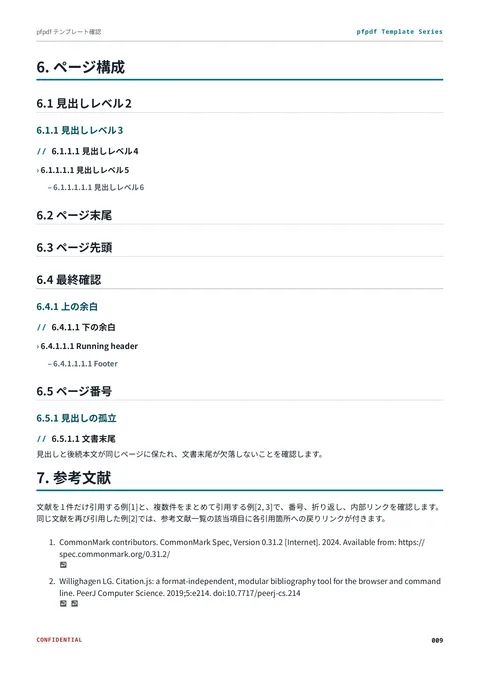 pfpdf テンプレート確認
pfpdf Template Series
6. ページ構成
6.1 見出しレベル2
6.1.1 見出しレベル3
// 6.1.1.1 見出しレベル4
› 6.1.1.1.1 見出しレベル5
– 6.1.1.1.1.1 見出しレベル6
6.2 ページ末尾
6.3 ページ先頭
6.4 最終確認
6.4.1 上の余白
// 6.4.1.1 下の余白
› 6.4.1.1.1 Running header
– 6.4.1.1.1.1 Footer
6.5 ページ番号
6.5.1 見出しの孤立
// 6.5.1.1 文書末尾
見出しと後続本文が同じページに保たれ、文書末尾が欠落しないことを確認します。
7. 参考文献
文献を1件だけ引用する例[1]と、複数件をまとめて引用する例[2, 3]で、番号、折り返し、内部リンクを確認します。
同じ文献を再び引用した例[2]では、参考文献一覧の該当項目に各引用箇所への戻りリンクが付きます。
1. CommonMark contributors. CommonMark Spec, Version 0.31.2 [Internet]. 2024. Available from: https://
spec.commonmark.org/0.31.2/
2. Willighagen LG. Citation.js: a format-independent, modular bibliography tool for the browser and command
line. PeerJ Computer Science. 2019;5:e214. doi:10.7717/peerj-cs.214
CONFIDENTIAL
009